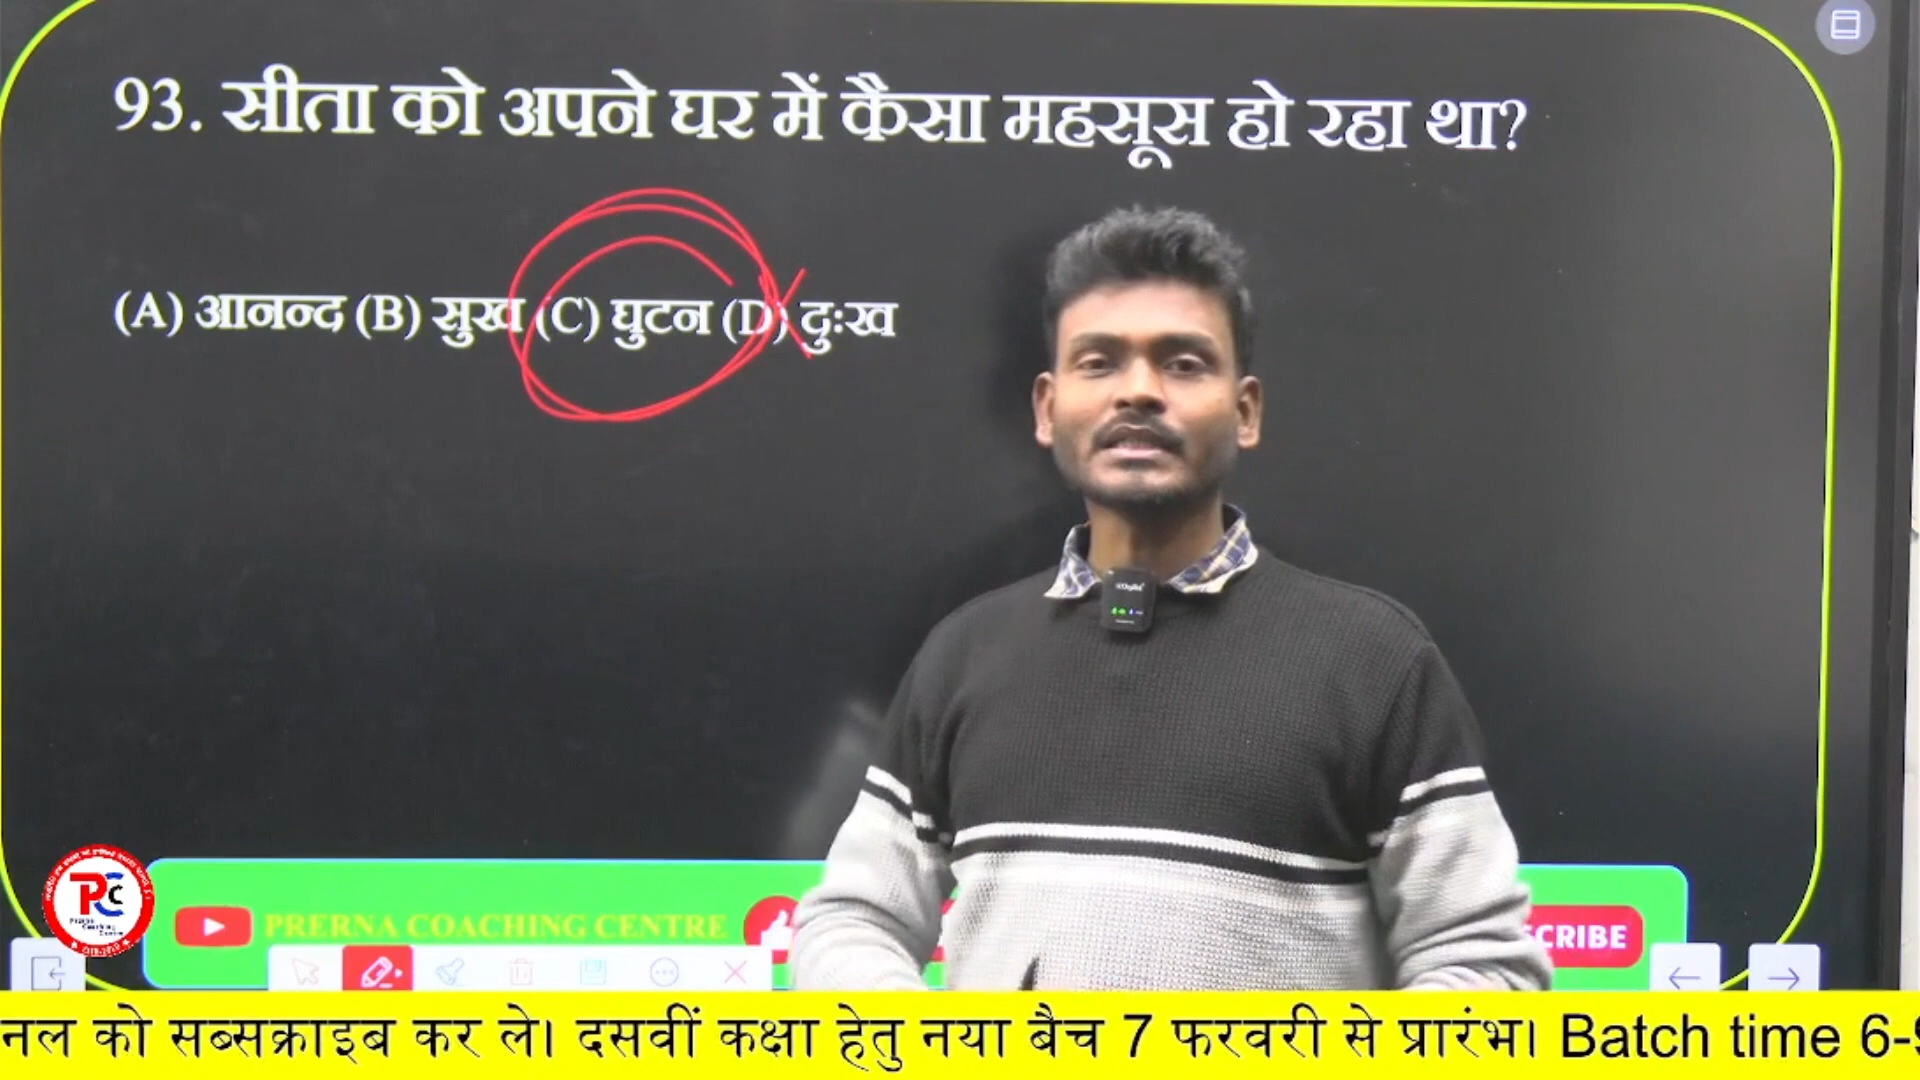 93. सीता को अपने घर में कैसा महसूस हो रहा था?
(A) आनन्द (B) सुख (C) घुटन (D) दुःख
PRERNA COACHING CENTRE
CRIBE
नल को सब्सक्राइब कर ले। दसवीं कक्षा हेतु नया बैच 7 फरवरी से प्रारंभ। Batch time 6-9